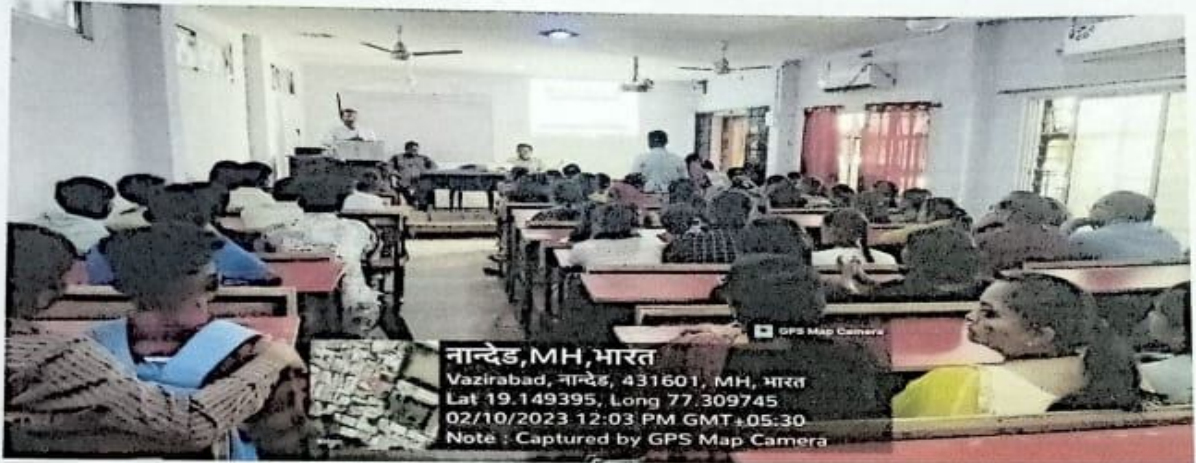 GPS Map Camera
नान्देड,MH,भारत
Vazirabad, नान्देड, 431601, MH, भारत
Lat 19.149395, Long 77.309745
02/10/2023 12:03 PM GMT+05:30
Note : Captured by GPS Map Camera